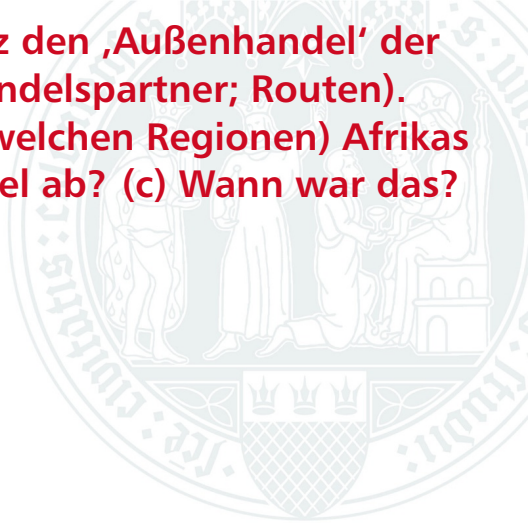 z den ‚Außenhandel‘ der
ndelspartner; Routen).
welchen Regionen) Afrikas
el ab? (c) Wann war das?